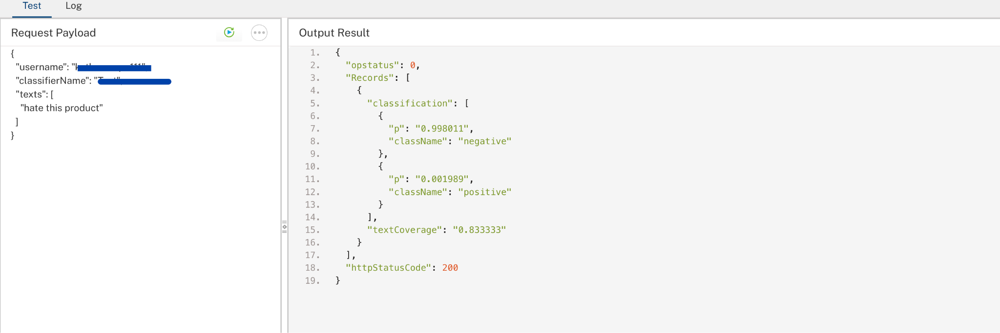 Test Log
Request Payload
{
"username": "
"classifierName": "
"texts": [
"hate this product"
]
}
Output Result
1. {
2. "opstatus": 0,
3. "Records": [
4. {
5. "classification": [
6. {
7. "p": "0.998011",
8. "className": "negative"
9. },
10. {
11. "p": "0.001989",
12. "className": "positive"
13. }
14. ],
15. "textCoverage": "0.833333"
16. }
17. ],
18. "httpStatusCode": 200
19. }